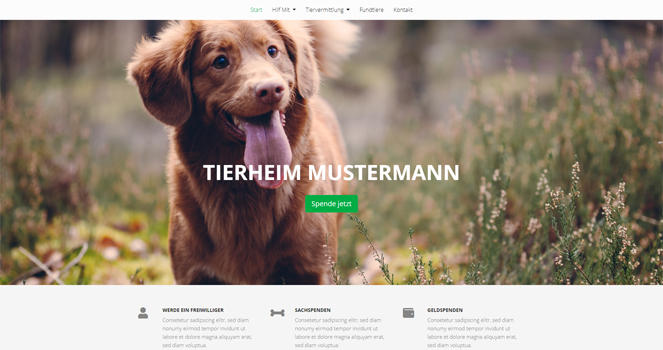 Start Hilf Mit Tiervermittlung Fundtiere Kontakt
TIERHEIM MUSTERMANN
Spende jetzt
WERDE EIN FREIWILLIGER
Consetetur sadipscing elitr, sed diam
nonumy eirmod tempor invidunt ut
labore et dolore magna aliquyam erat,
sed diam voluptua.
SACHSPENDEN
Consetetur sadipscing elitr, sed diam
nonumy eirmod tempor invidunt ut
labore et dolore magna aliquyam erat,
sed diam voluptua.
GELDSPENDEN
Consetetur sadipscing elitr, sed diam
nonumy eirmod tempor invidunt ut
labore et dolore magna aliquyam erat,
sed diam voluptua.